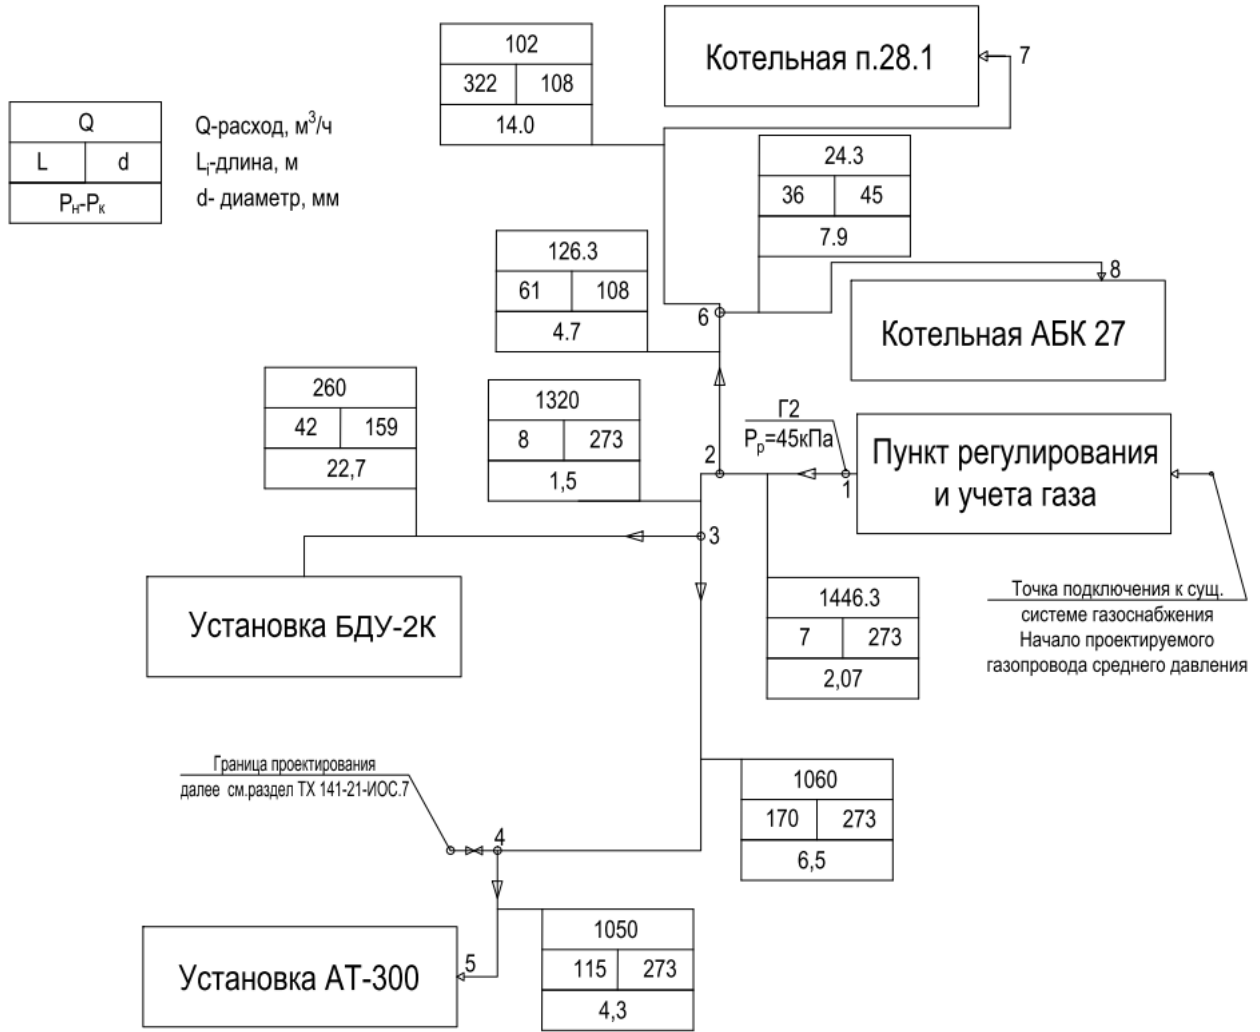 102
322 108
14.0
Котельная п.28.1
7
Q
L d
Pн-Pк
Q-расход, м³/ч
Li-длина, м
d- диаметр, мм
24.3
36 45
7.9
126.3
61 108
4.7
6
8
Котельная АБК 27
260
42 159
22,7
1320
8 273
1,5
2
Г2
Pр=45кПа
1
Пункт регулирования
и учета газа
3
Установка БДУ-2К
1446.3
7 273
2,07
Точка подключения к сущ.
системе газоснабжения
Начало проектируемого
газопровода среднего давления
Граница проектирования
далее см.раздел ТХ 141-21-ИОС.7
4
1060
170 273
6,5
1050
115 273
4,3
5
Установка АТ-300